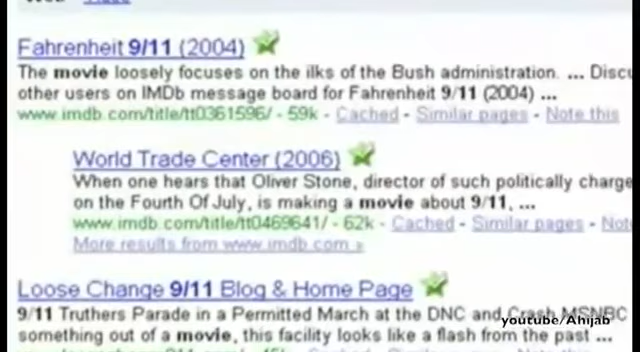 Fahrenheit 9/11 (2004)
The movie loosely focuses on the ilks of the Bush administration. ... Discu
other users on IMDb message board for Fahrenheit 9/11 (2004) ...
www.imdb.com/title/tt0361596/ - 59k - Cached - Similar pages - Note this
World Trade Center (2006)
When one hears that Oliver Stone, director of such politically charge
on the Fourth Of July, is making a movie about 9/11, ...
www.imdb.com/title/tt0469641/ - 62k - Cached - Similar pages - Not
More results from www.imdb.com »
Loose Change 9/11 Blog & Home Page
9/11 Truthers Parade in a Permitted March at the DNC and Crash MSNBC
youtube/Ahijab
something out of a movie, this facility looks like a flash from the past ...